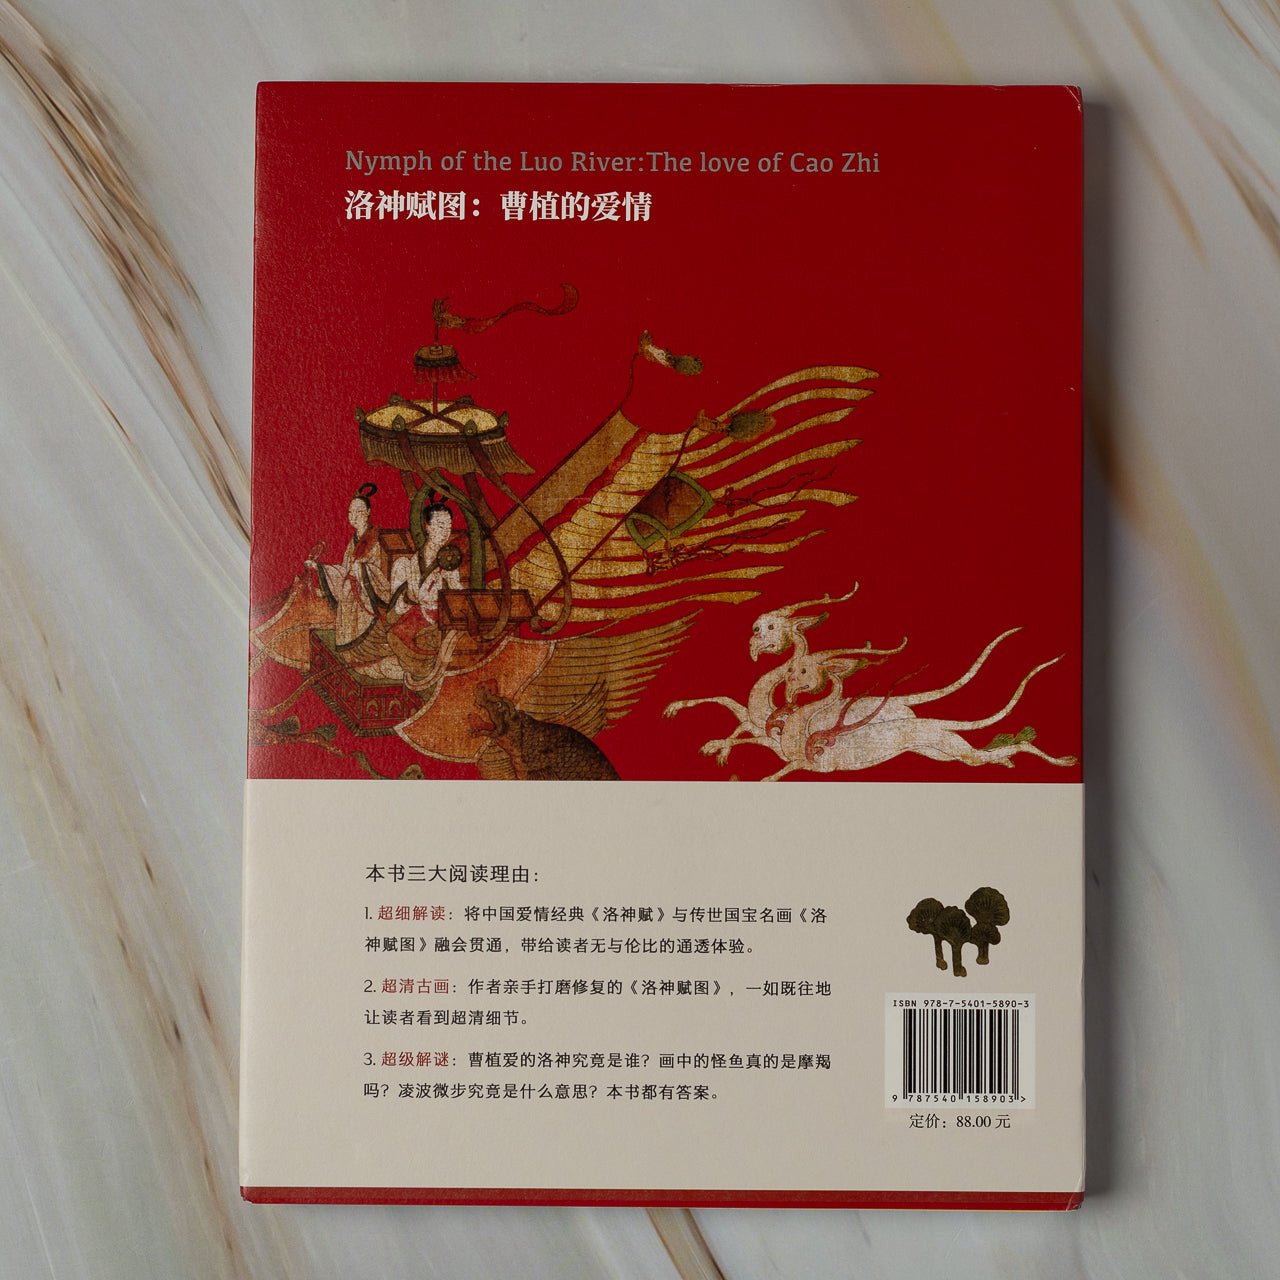 Nymph of the Luo River:The love of Cao Zhi
洛神赋图：曹植的爱情
本书三大阅读理由：
1. 超细解读：将中国爱情经典《洛神赋》与传世国宝名画《洛
神赋图》融会贯通，带给读者无与伦比的通透体验。
2. 超清古画：作者亲手打磨修复的《洛神赋图》，一如既往地
让读者看到超清细节。
3. 超级解谜：曹植爱的洛神究竟是谁？画中的怪鱼真的是摩羯
吗？凌波微步究竟是什么意思？本书都有答案。
ISBN 978-7-5401-5890-3
9 787540 158903 >
定价：88.00 元